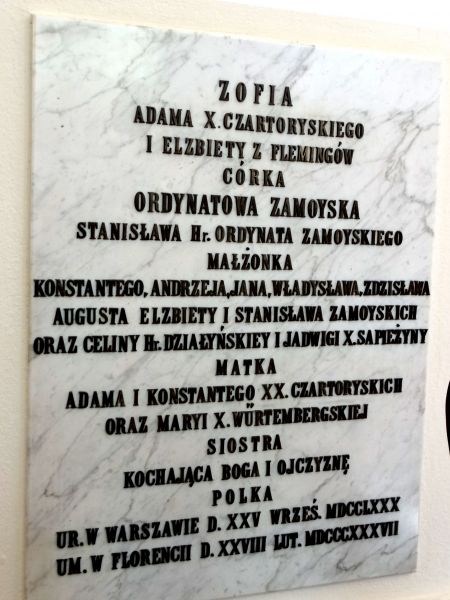 ZOFIA
ADAMA X. CZARTORYSKIEGO
I ELZBIETY Z FLEMINGÓW
CÓRKA
ORDYNATOWA ZAMOYSKA
STANISŁAWA Hr. ORDYNATA ZAMOYSKIEGO
MAŁŻONKA
KONSTANTEGO, ANDRZEJA, JANA, WŁADYSŁAWA, ZDZISŁAWA
AUGUSTA ELZBIETY I STANISŁAWA ZAMOYSKICH
ORAZ CELINY Hr. DZIAŁYŃSKIEY I JADWIGI X. SAPIEŻYNY
MATKA
ADAMA I KONSTANTEGO XX. CZARTORYSKICH
ORAZ MARYI X. WÜRTEMBERGSKIEJ
SIOSTRA
KOCHAJĄCA BOGA I OJCZYZNĘ
POLKA
UR. W WARSZAWIE D. XXV WRZEŚ. MDCCLXXX
UM. W FLORENCII D. XXVIII LUT. MDCCCXXXVII